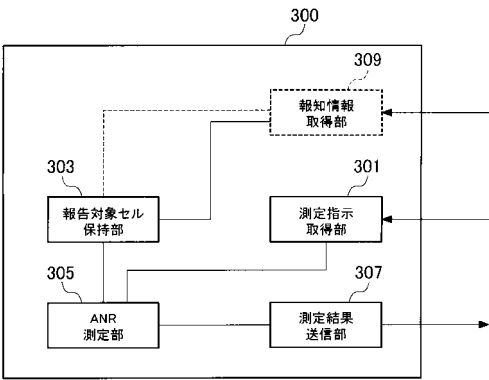 300
309
報知情報
取得部
303
報告対象セル
保持部
301
測定指示
取得部
305
ANR
測定部
307
測定結果
送信部